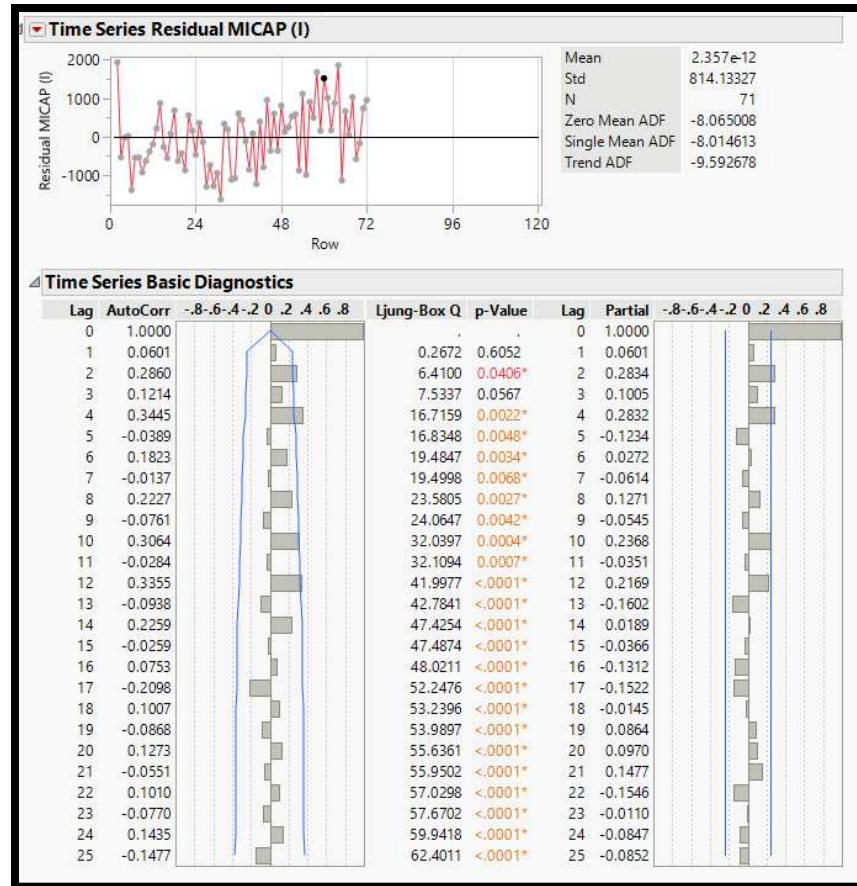 Time Series Residual MICAP (I)
Residual MICAP (I)
2000
1000
0
-1000
0 24 48 72 96 120
Row
Mean 2.357e-12
Std 814.13327
N 71
Zero Mean ADF -8.065008
Single Mean ADF -8.014613
Trend ADF -9.592678
Time Series Basic Diagnostics
Lag AutoCorr -.8-.6-.4-.2 0 .2 .4 .6 .8 Ljung-Box Q p-Value Lag Partial -.8-.6-.4-.2 0 .2 .4 .6 .8
0 1.0000 . . 0 1.0000
1 0.0601 0.2672 0.6052 1 0.0601
2 0.2860 6.4100 0.0406* 2 0.2834
3 0.1214 7.5337 0.0567 3 0.1005
4 0.3445 16.7159 0.0022* 4 0.2832
5 -0.0389 16.8348 0.0048* 5 -0.1234
6 0.1823 19.4847 0.0034* 6 0.0272
7 -0.0137 19.4998 0.0068* 7 -0.0614
8 0.2227 23.5805 0.0027* 8 0.1271
9 -0.0761 24.0647 0.0042* 9 -0.0545
10 0.3064 32.0397 0.0004* 10 0.2368
11 -0.0284 32.1094 0.0007* 11 -0.0351
12 0.3355 41.9977 <.0001* 12 0.2169
13 -0.0938 42.7841 <.0001* 13 -0.1602
14 0.2259 47.4254 <.0001* 14 0.0189
15 -0.0259 47.4874 <.0001* 15 -0.0366
16 0.0753 48.0211 <.0001* 16 -0.1312
17 -0.2098 52.2476 <.0001* 17 -0.1522
18 0.1007 53.2396 <.0001* 18 -0.0145
19 -0.0868 53.9897 <.0001* 19 0.0864
20 0.1273 55.6361 <.0001* 20 0.0970
21 -0.0551 55.9502 <.0001* 21 0.1477
22 0.1010 57.0298 <.0001* 22 -0.1546
23 -0.0770 57.6702 <.0001* 23 -0.0110
24 0.1435 59.9418 <.0001* 24 -0.0847
25 -0.1477 62.4011 <.0001* 25 -0.0852